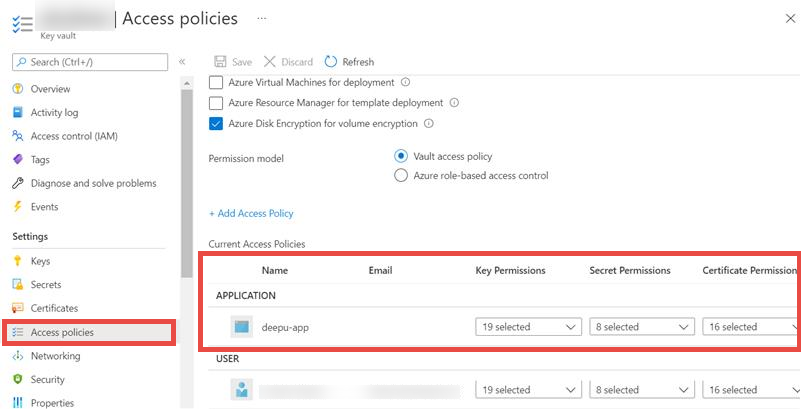 | Access policies ...
Key vault
Search (Ctrl+/)
«
Overview
Activity log
Access control (IAM)
Tags
Diagnose and solve problems
Events
Settings
Keys
Secrets
Certificates
Access policies
Networking
Security
Properties
Save Discard Refresh
Azure Virtual Machines for deployment
Azure Resource Manager for template deployment
Azure Disk Encryption for volume encryption
Permission model
Vault access policy
Azure role-based access control
+ Add Access Policy
Current Access Policies
Name Email Key Permissions Secret Permissions Certificate Permission
APPLICATION
deepu-app 19 selected 8 selected 16 selected
USER
19 selected 8 selected 16 selected